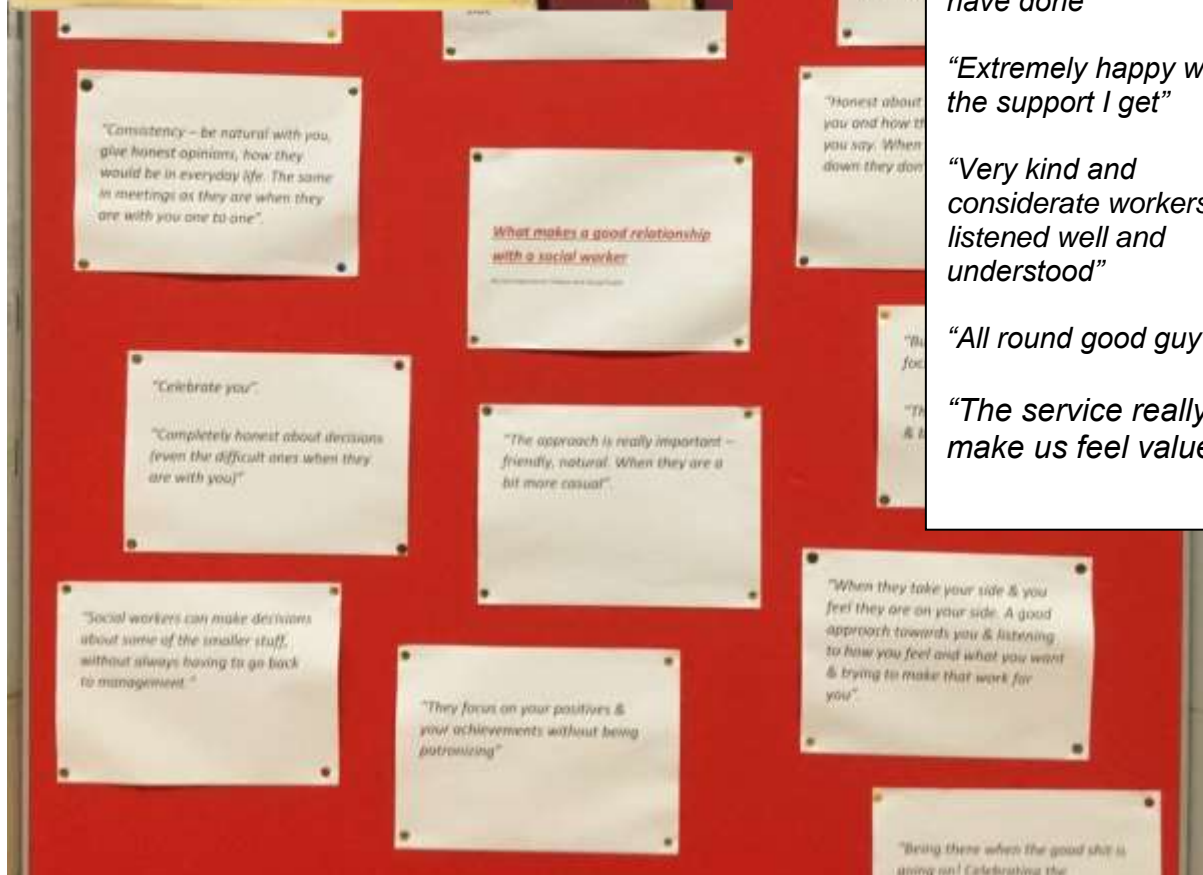 "Consistency – be natural with you,
give honest opinions, how they
would be in everyday life. The same
in meetings as they are when they
are with you one to one".
What makes a good relationship
with a social worker
"Honest about
you and how
you say. When
down they don
"Celebrate you".
"Completely honest about decisions
(even the difficult ones when they
are with you)"
"The approach is really important –
friendly, natural. When they are a
bit more casual".
"Social workers can make decisions
about some of the smaller stuff,
without always having to go back
to management."
"They focus on your positives &
your achievements without being
patronizing"
"When they take your side & you
feel they are on your side. A good
approach towards you & listening
to how you feel and what you want
& trying to make that work for
you".
"Being there when the good shit is
going on! Celebrating the
have done
“Extremely happy w
the support I get”
“Very kind and
considerate workers
listened well and
understood”
“All round good guy
“The service really
make us feel value